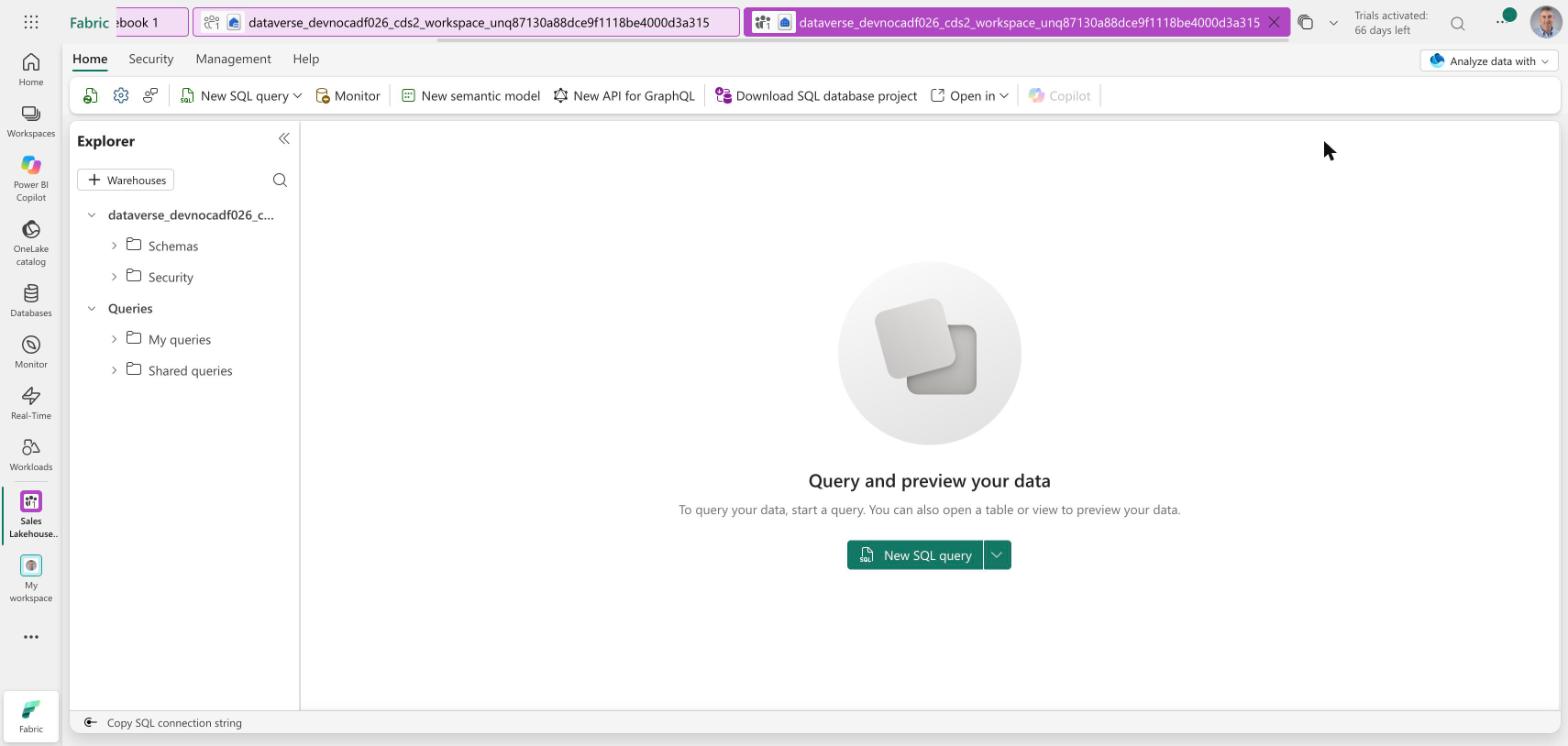 Fabric
ebook 1
dataverse_devnocadf026_cds2_workspace_unq87130a88dce9f1118be4000d3a315
dataverse_devnocadf026_cds2_workspace_unq87130a88dce9f1118be4000d3a315
Trials activated:
66 days left
Home
Security
Management
Help
Analyze data with
New SQL query
Monitor
New semantic model
New API for GraphQL
Download SQL database project
Open in
Copilot
Home
Workspaces
Power BI
Copilot
OneLake
catalog
Databases
Monitor
Real-Time
Workloads
Sales
Lakehouse..
My
workspace
Fabric
Explorer
Warehouses
dataverse_devnocadf026_c...
Schemas
Security
Queries
My queries
Shared queries
Query and preview your data
To query your data, start a query. You can also open a table or view to preview your data.
SQL New SQL query
Copy SQL connection string